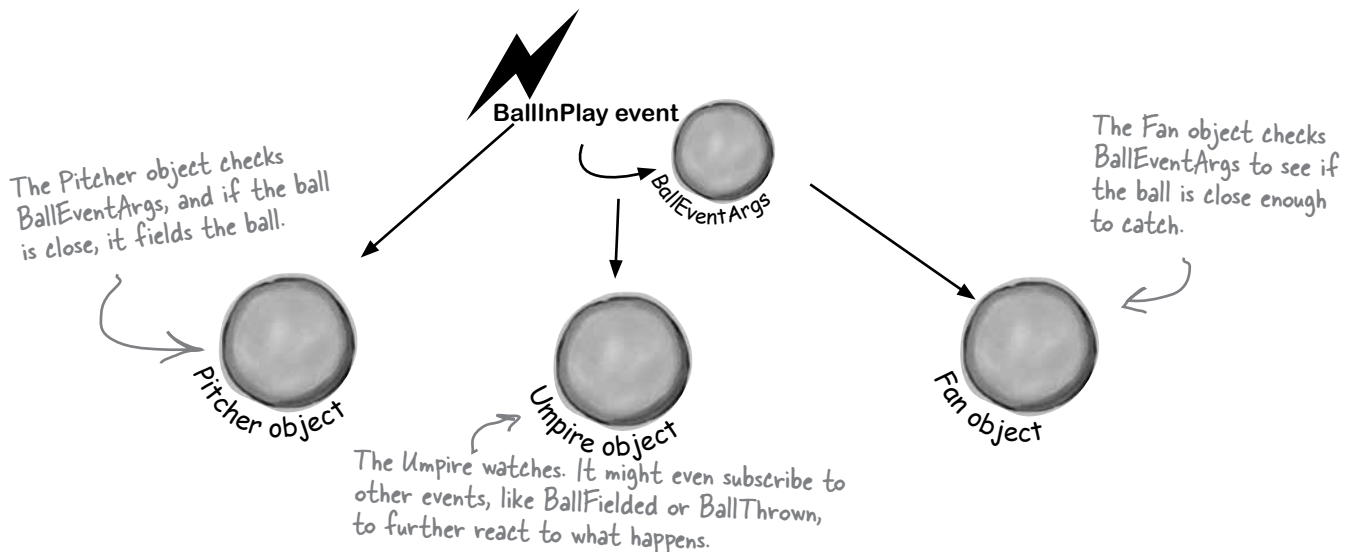 BallInPlay event
BallEventArgs
The Pitcher object checks
BallEventArgs, and if the ball
is close, it fields the ball.
The Fan object checks
BallEventArgs to see if
the ball is close enough
to catch.
Pitcher object
Umpire object
Fan object
The Umpire watches. It might even subscribe to
other events, like BallFielded or BallThrown,
to further react to what happens.